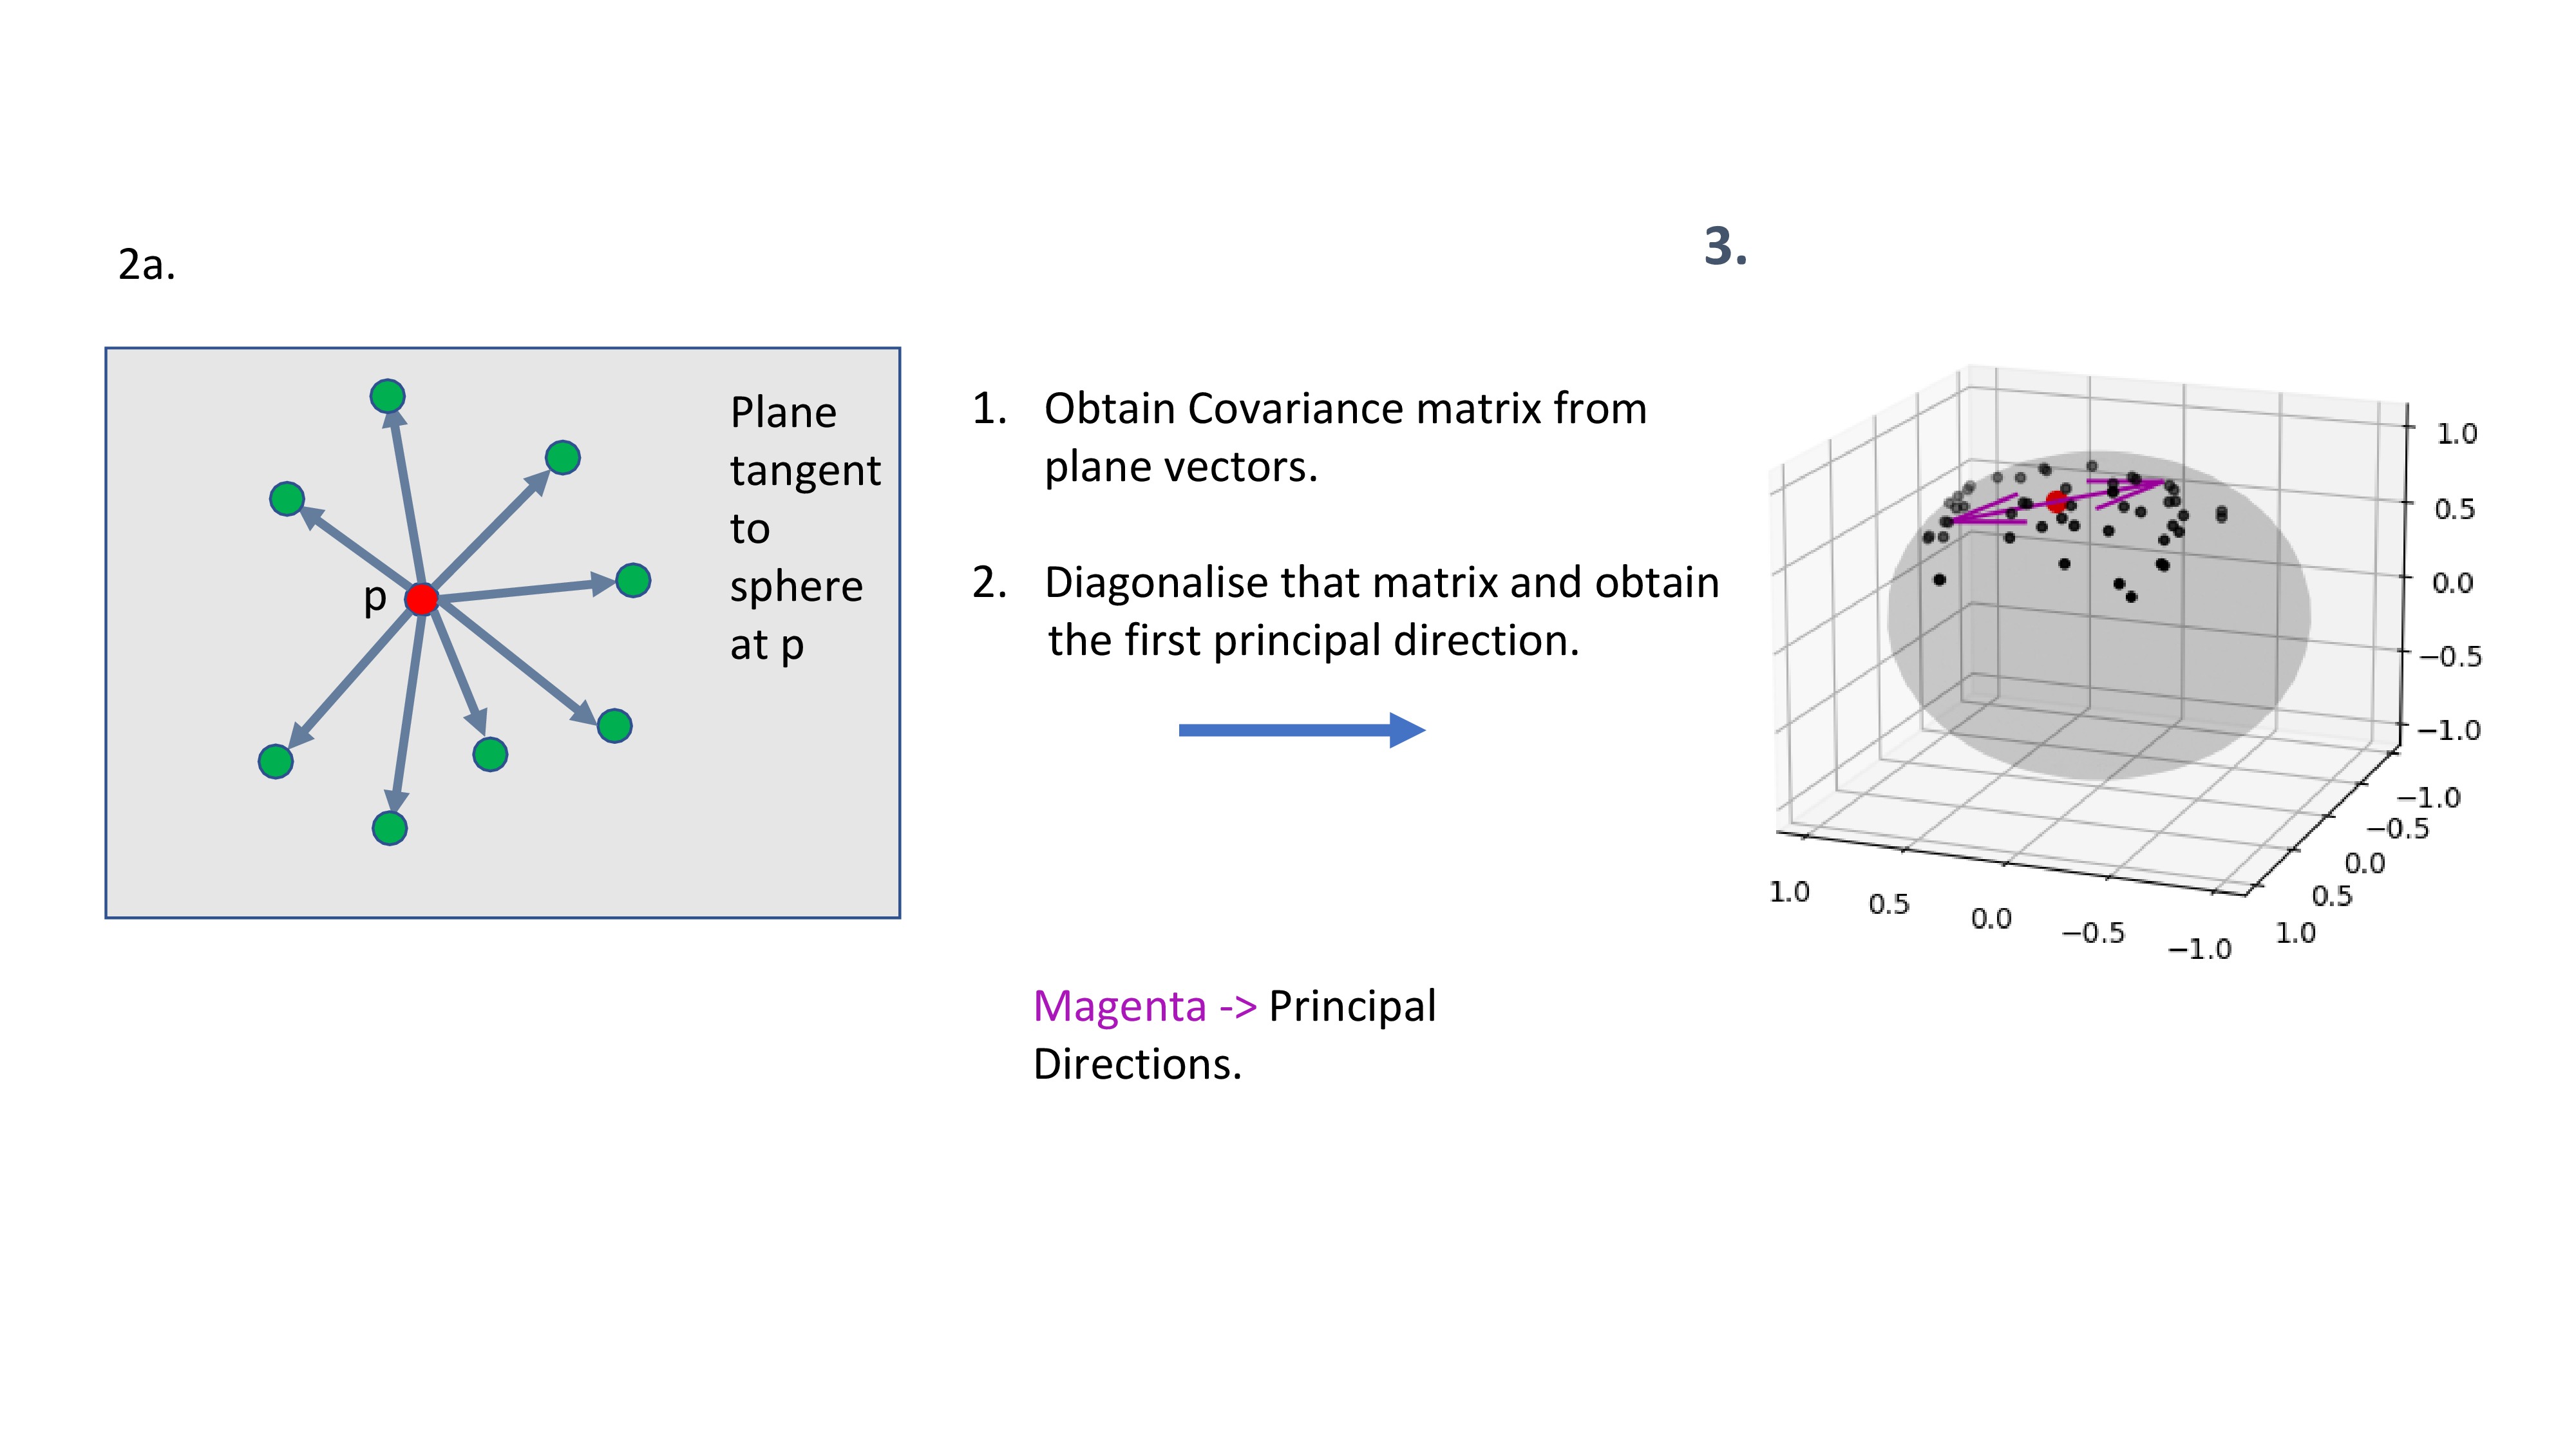 2a.
3.
Plane
tangent
to
sphere
at p
p
1. Obtain Covariance matrix from
plane vectors.
2. Diagonalise that matrix and obtain
the first principal direction.
Magenta -> Principal
Directions.
1.0
0.5
0.0
−0.5
−1.0
−1.0
−0.5
0.0
0.5
1.0
1.0
0.5
0.0
−0.5
−1.0